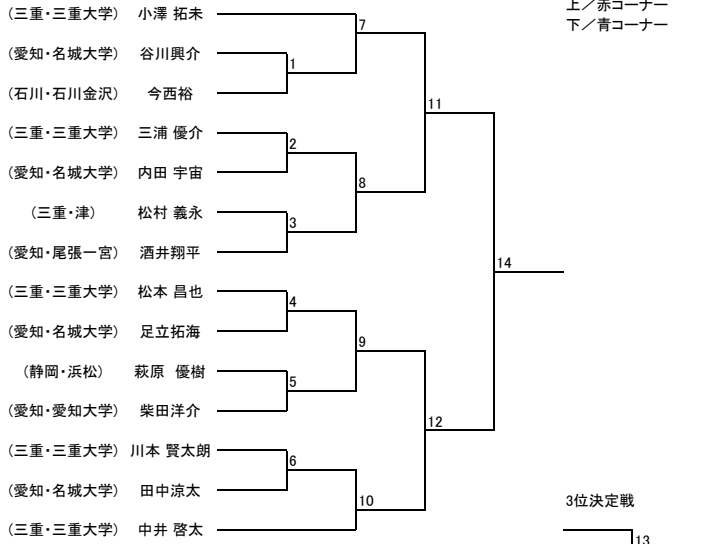 (三重・三重大学) 小澤 拓未
(愛知・名城大学) 谷川興介
(石川・石川金沢) 今西裕
(三重・三重大学) 三浦 優介
(愛知・名城大学) 内田 宇宙
(三重・津) 松村 義永
(愛知・尾張一宮) 酒井翔平
(三重・三重大学) 松本 昌也
(愛知・名城大学) 足立拓海
(静岡・浜松) 萩原 優樹
(愛知・愛知大学) 柴田洋介
(三重・三重大学) 川本 賢太朗
(愛知・名城大学) 田中涼太
(三重・三重大学) 中井 啓太
1
2
3
4
5
6
7
8
9
10
11
12
14
上/赤コーナー
下/青コーナー
3位決定戦
13